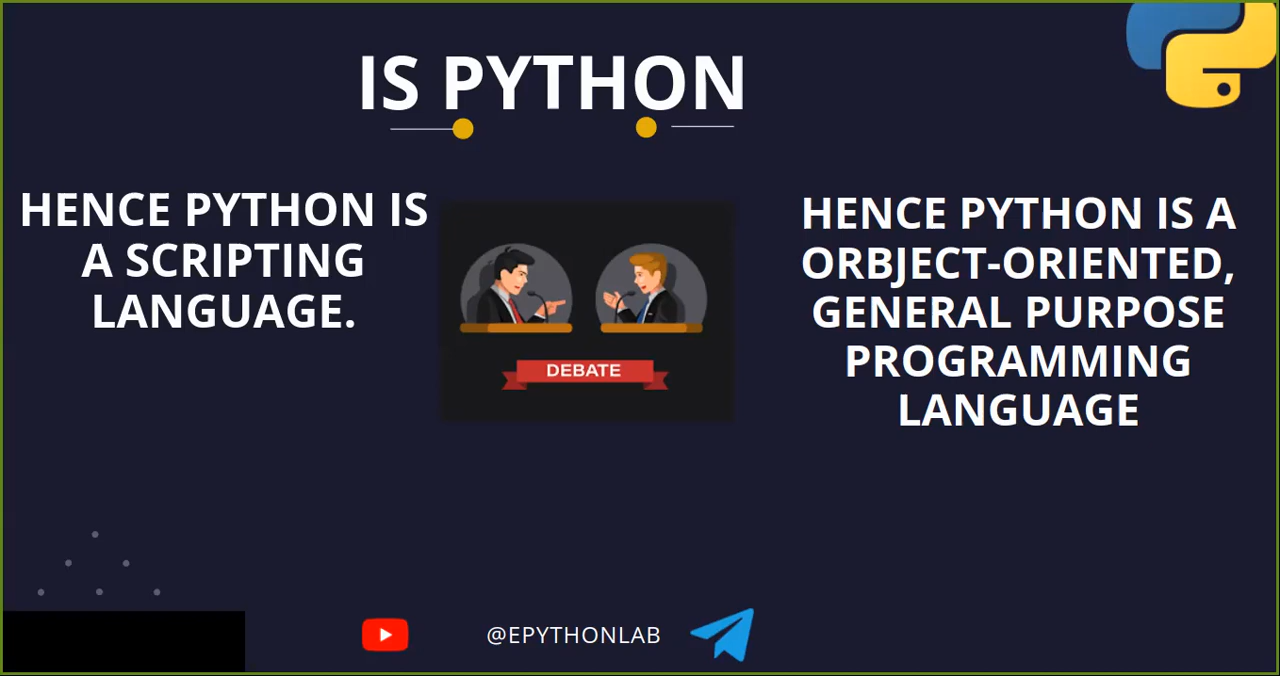 IS PYTHON
HENCE PYTHON IS
A SCRIPTING
LANGUAGE.
DEBATE
HENCE PYTHON IS A
ORBJECT-ORIENTED,
GENERAL PURPOSE
PROGRAMMING
LANGUAGE
@EPYTHONLAB